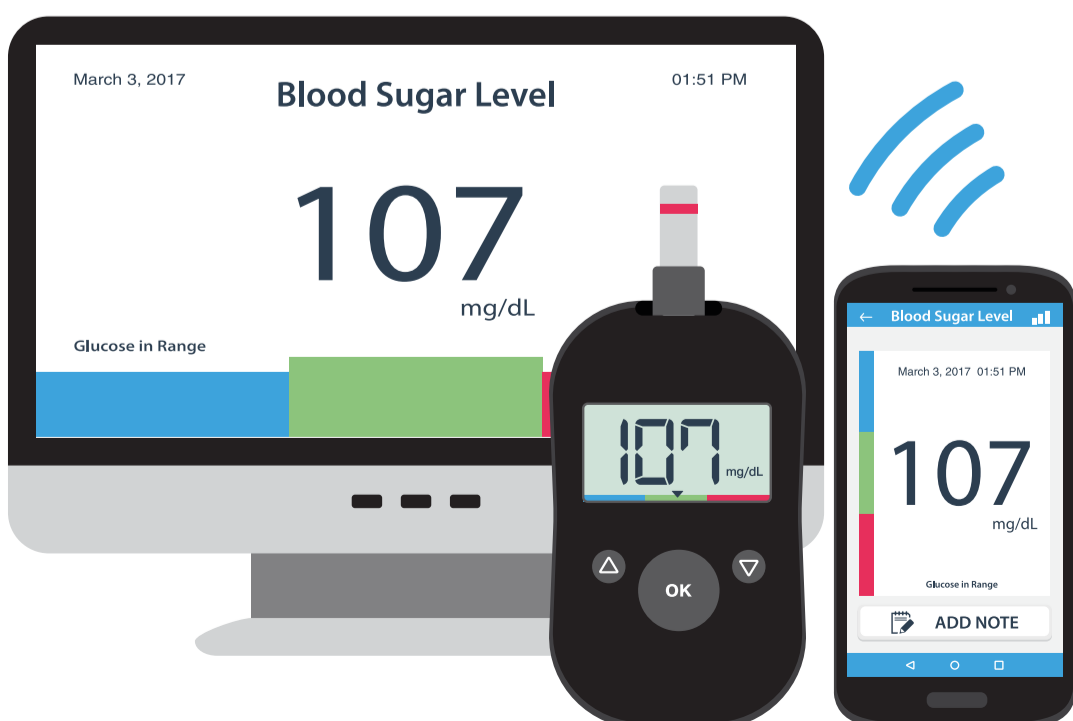 March 3, 2017
Blood Sugar Level
01:51 PM
107
mg/dL
Glucose in Range
107
mg/dL
OK
Blood Sugar Level
March 3, 2017 01:51 PM
107
mg/dL
Glucose in Range
ADD NOTE